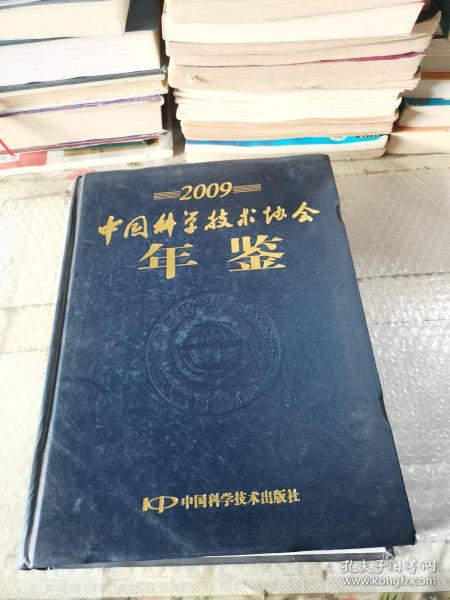 2009
中国科学技术协会
年鉴
中国科学技术出版社
孔夫子旧书网
www.kongfz.com